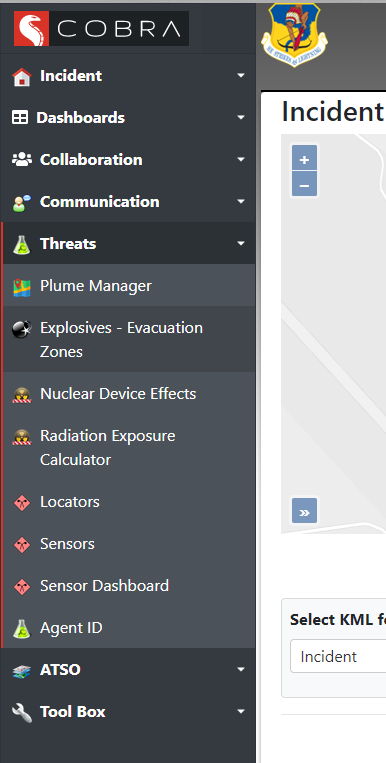 COBRA
Incident
Dashboards
Collaboration
Communication
Threats
Plume Manager
Explosives - Evacuation
Zones
Nuclear Device Effects
Radiation Exposure
Calculator
Locators
Sensors
Sensor Dashboard
Agent ID
ATSO
Tool Box
Incident
+
−
»
Select KML f
Incident